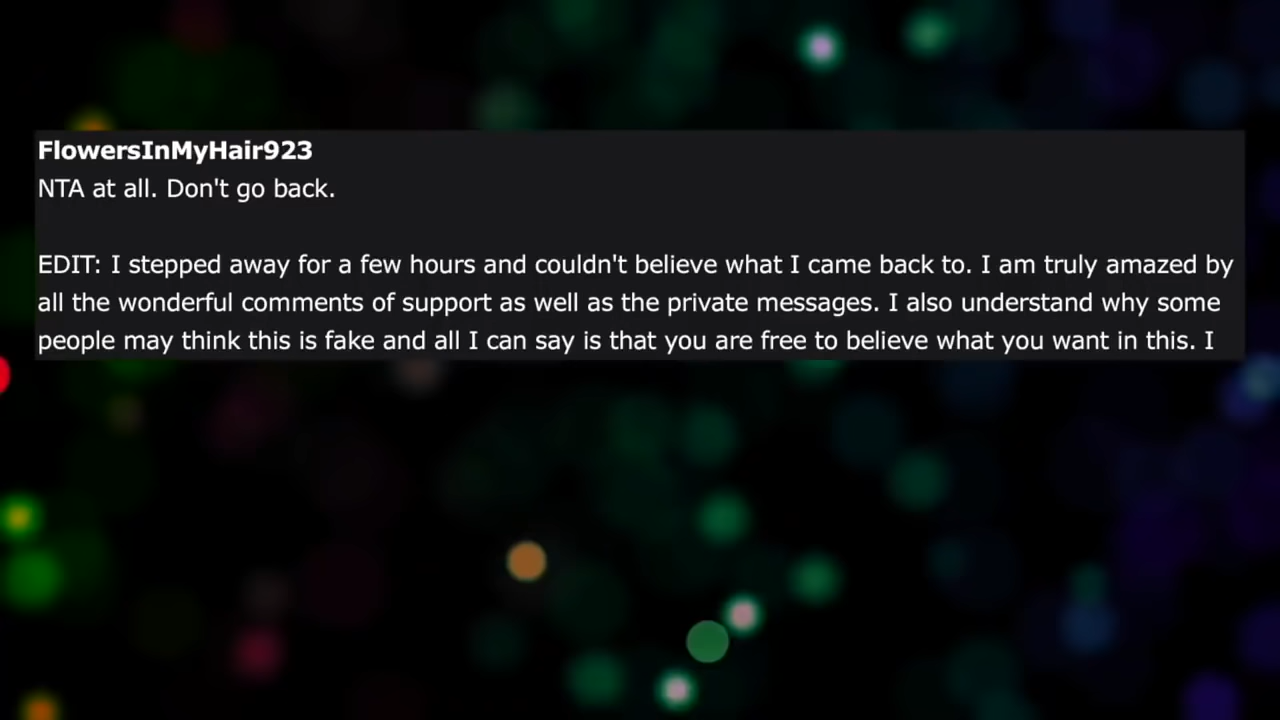 FlowersInMyHair923
NTA at all. Don't go back.
EDIT: I stepped away for a few hours and couldn't believe what I came back to. I am truly amazed by
all the wonderful comments of support as well as the private messages. I also understand why some
people may think this is fake and all I can say is that you are free to believe what you want in this. I